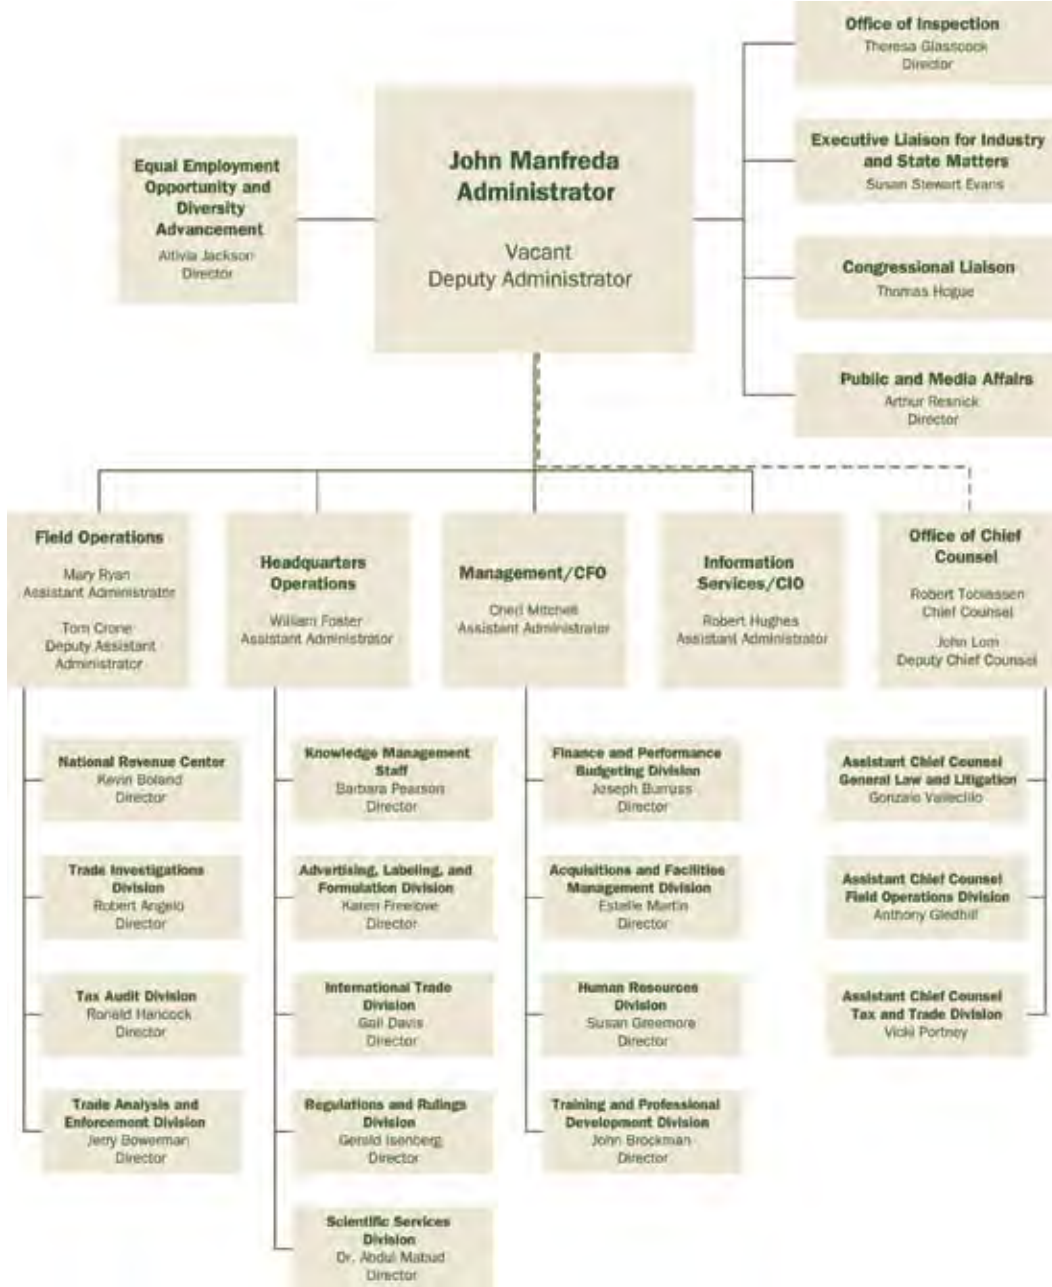 Office of Inspection
Theresa Glasscock
Director
Executive Liaison for Industry
and State Matters
Susan Stewart Evans
Congressional Liaison
Thomas Hogue
Public and Media Affairs
Arthur Resnick
Director
Equal Employment
Opportunity and
Diversity
Advancement
Altivia Jackson
Director
John Manfreda
Administrator
Vacant
Deputy Administrator
Field Operations
Mary Ryan
Assistant Administrator
Tom Crone
Deputy Assistant
Administrator
Headquarters
Operations
William Foster
Assistant Administrator
Management/CFO
Cheri Mitchell
Assistant Administrator
Information
Services/CIO
Robert Hughes
Assistant Administrator
Office of Chief
Counsel
Robert Tobiassen
Chief Counsel
John Lom
Deputy Chief Counsel
National Revenue Center
Kevin Boland
Director
Trade Investigations
Division
Robert Angelo
Director
Tax Audit Division
Ronald Hancock
Director
Trade Analysis and
Enforcement Division
Jerry Bowerman
Director
Knowledge Management
Staff
Barbara Pearson
Director
Advertising, Labeling, and
Formulation Division
Karen Freelove
Director
International Trade
Division
Gail Davis
Director
Regulations and Rulings
Division
Gerald Isenberg
Director
Scientific Services
Division
Dr. Abdul Mabud
Director
Finance and Performance
Budgeting Division
Joseph Burruss
Director
Acquisitions and Facilities
Management Division
Estelle Martin
Director
Human Resources
Division
Susan
Director
Training and Professional
Development Division
John Brockman
Director
Assistant Chief Counsel
General Law and Litigation
Gonzalo Vallecillo
Assistant Chief Counsel
Field Operations Division
Anthony Gledhill
Assistant Chief Counsel
Tax and Trade Division
Vicki Portney